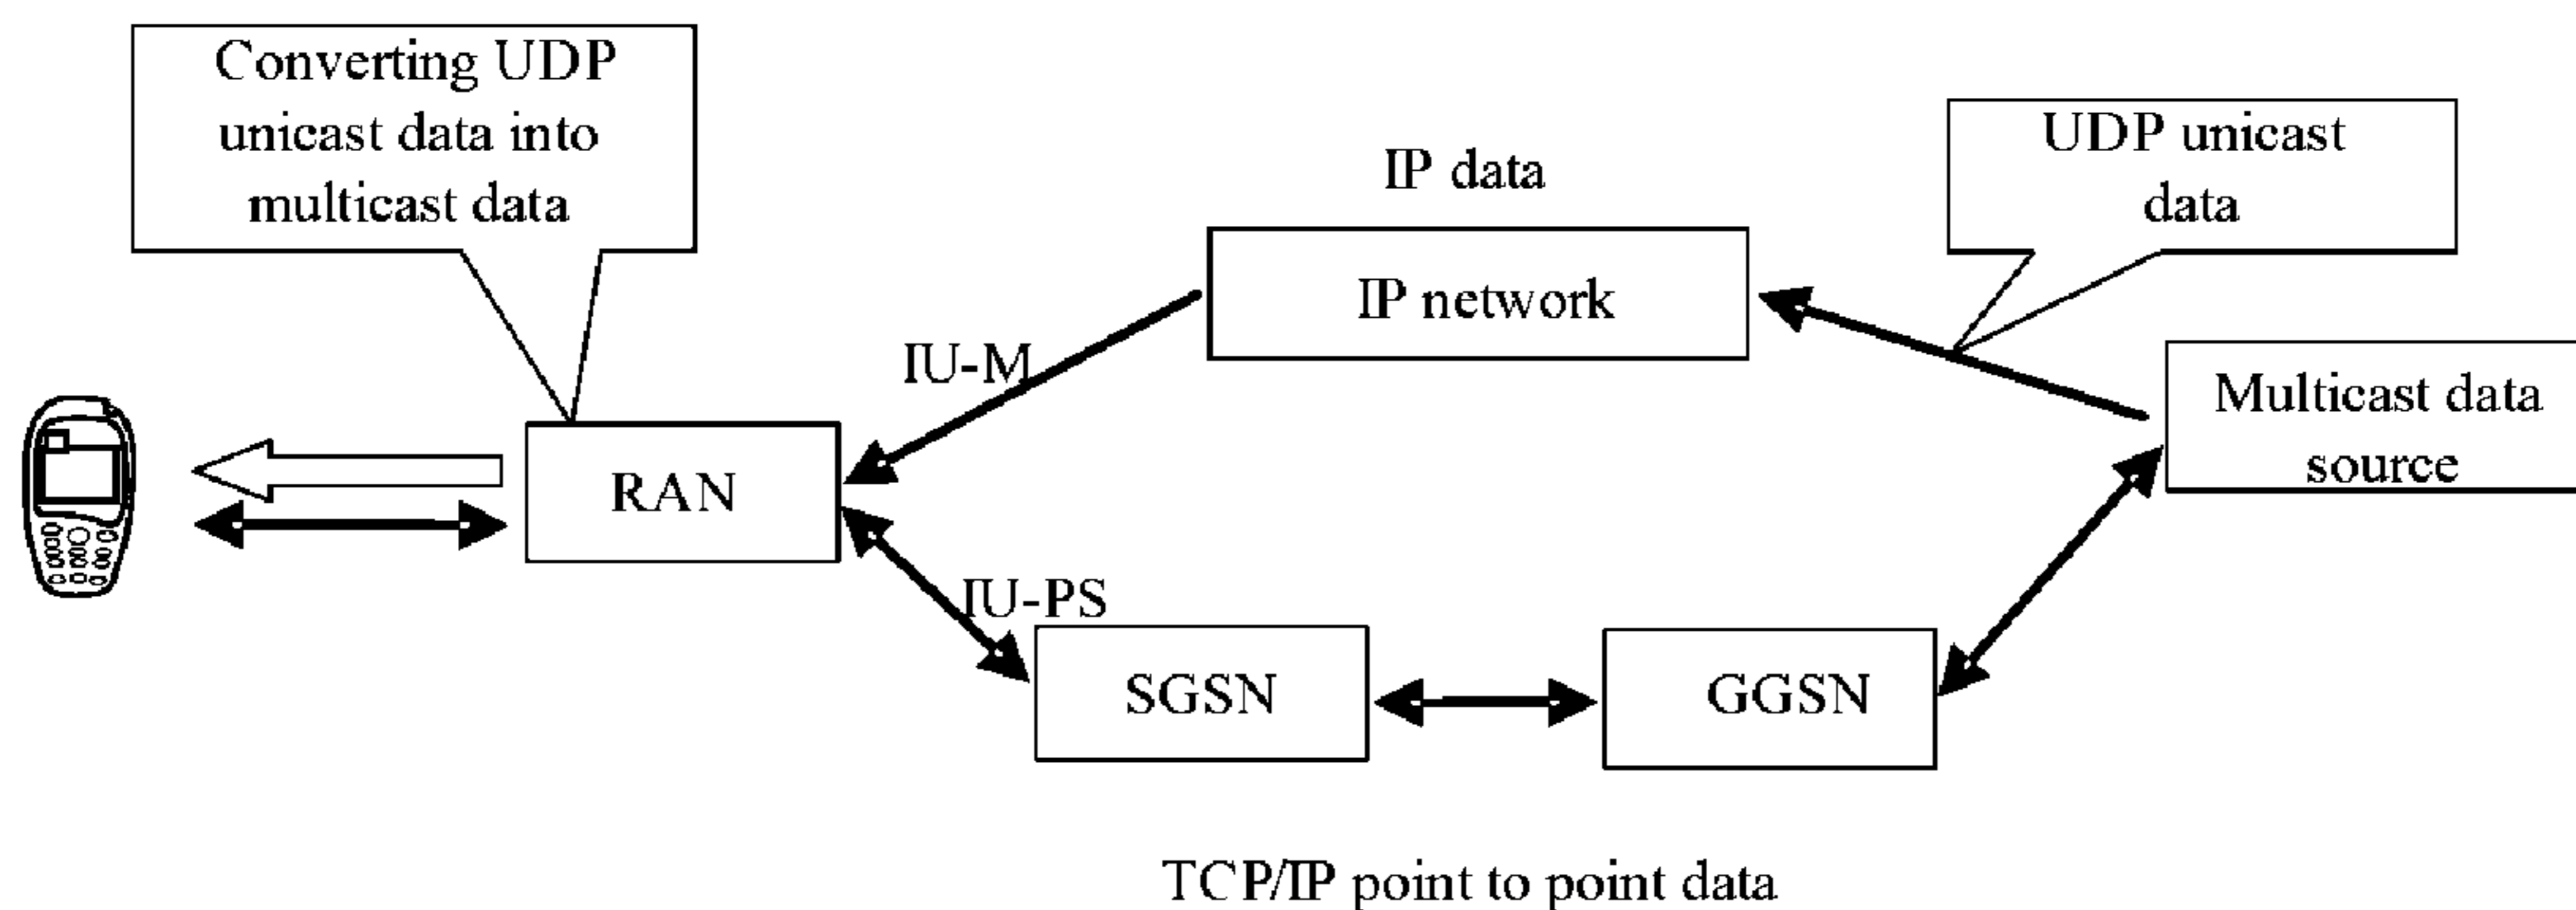 Converting UDP
unicast data into
multicast data
IP data
UDP unicast
data
IP network
IU-M
Multicast data
source
RAN
IU-PS
SGSN
GGSN
TCP/IP point to point data